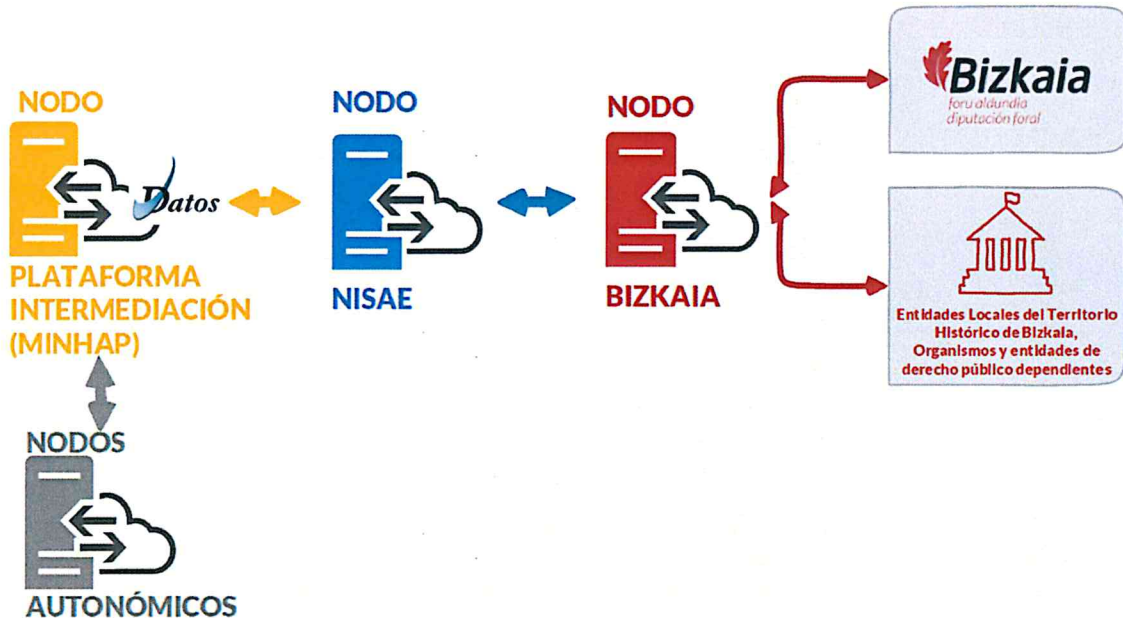 NODO
Datos
PLATAFORMA
INTERMEDIACIÓN
(MINHAP)
NODOS
AUTONÓMICOS
NODO
NISAE
NODO
BIZKAIA
Bizkaia
foru aldundia
diputación foral
Entidades Locales del Territorio
Histórico de Bizkaia,
Organismos y entidades de
derecho público dependientes